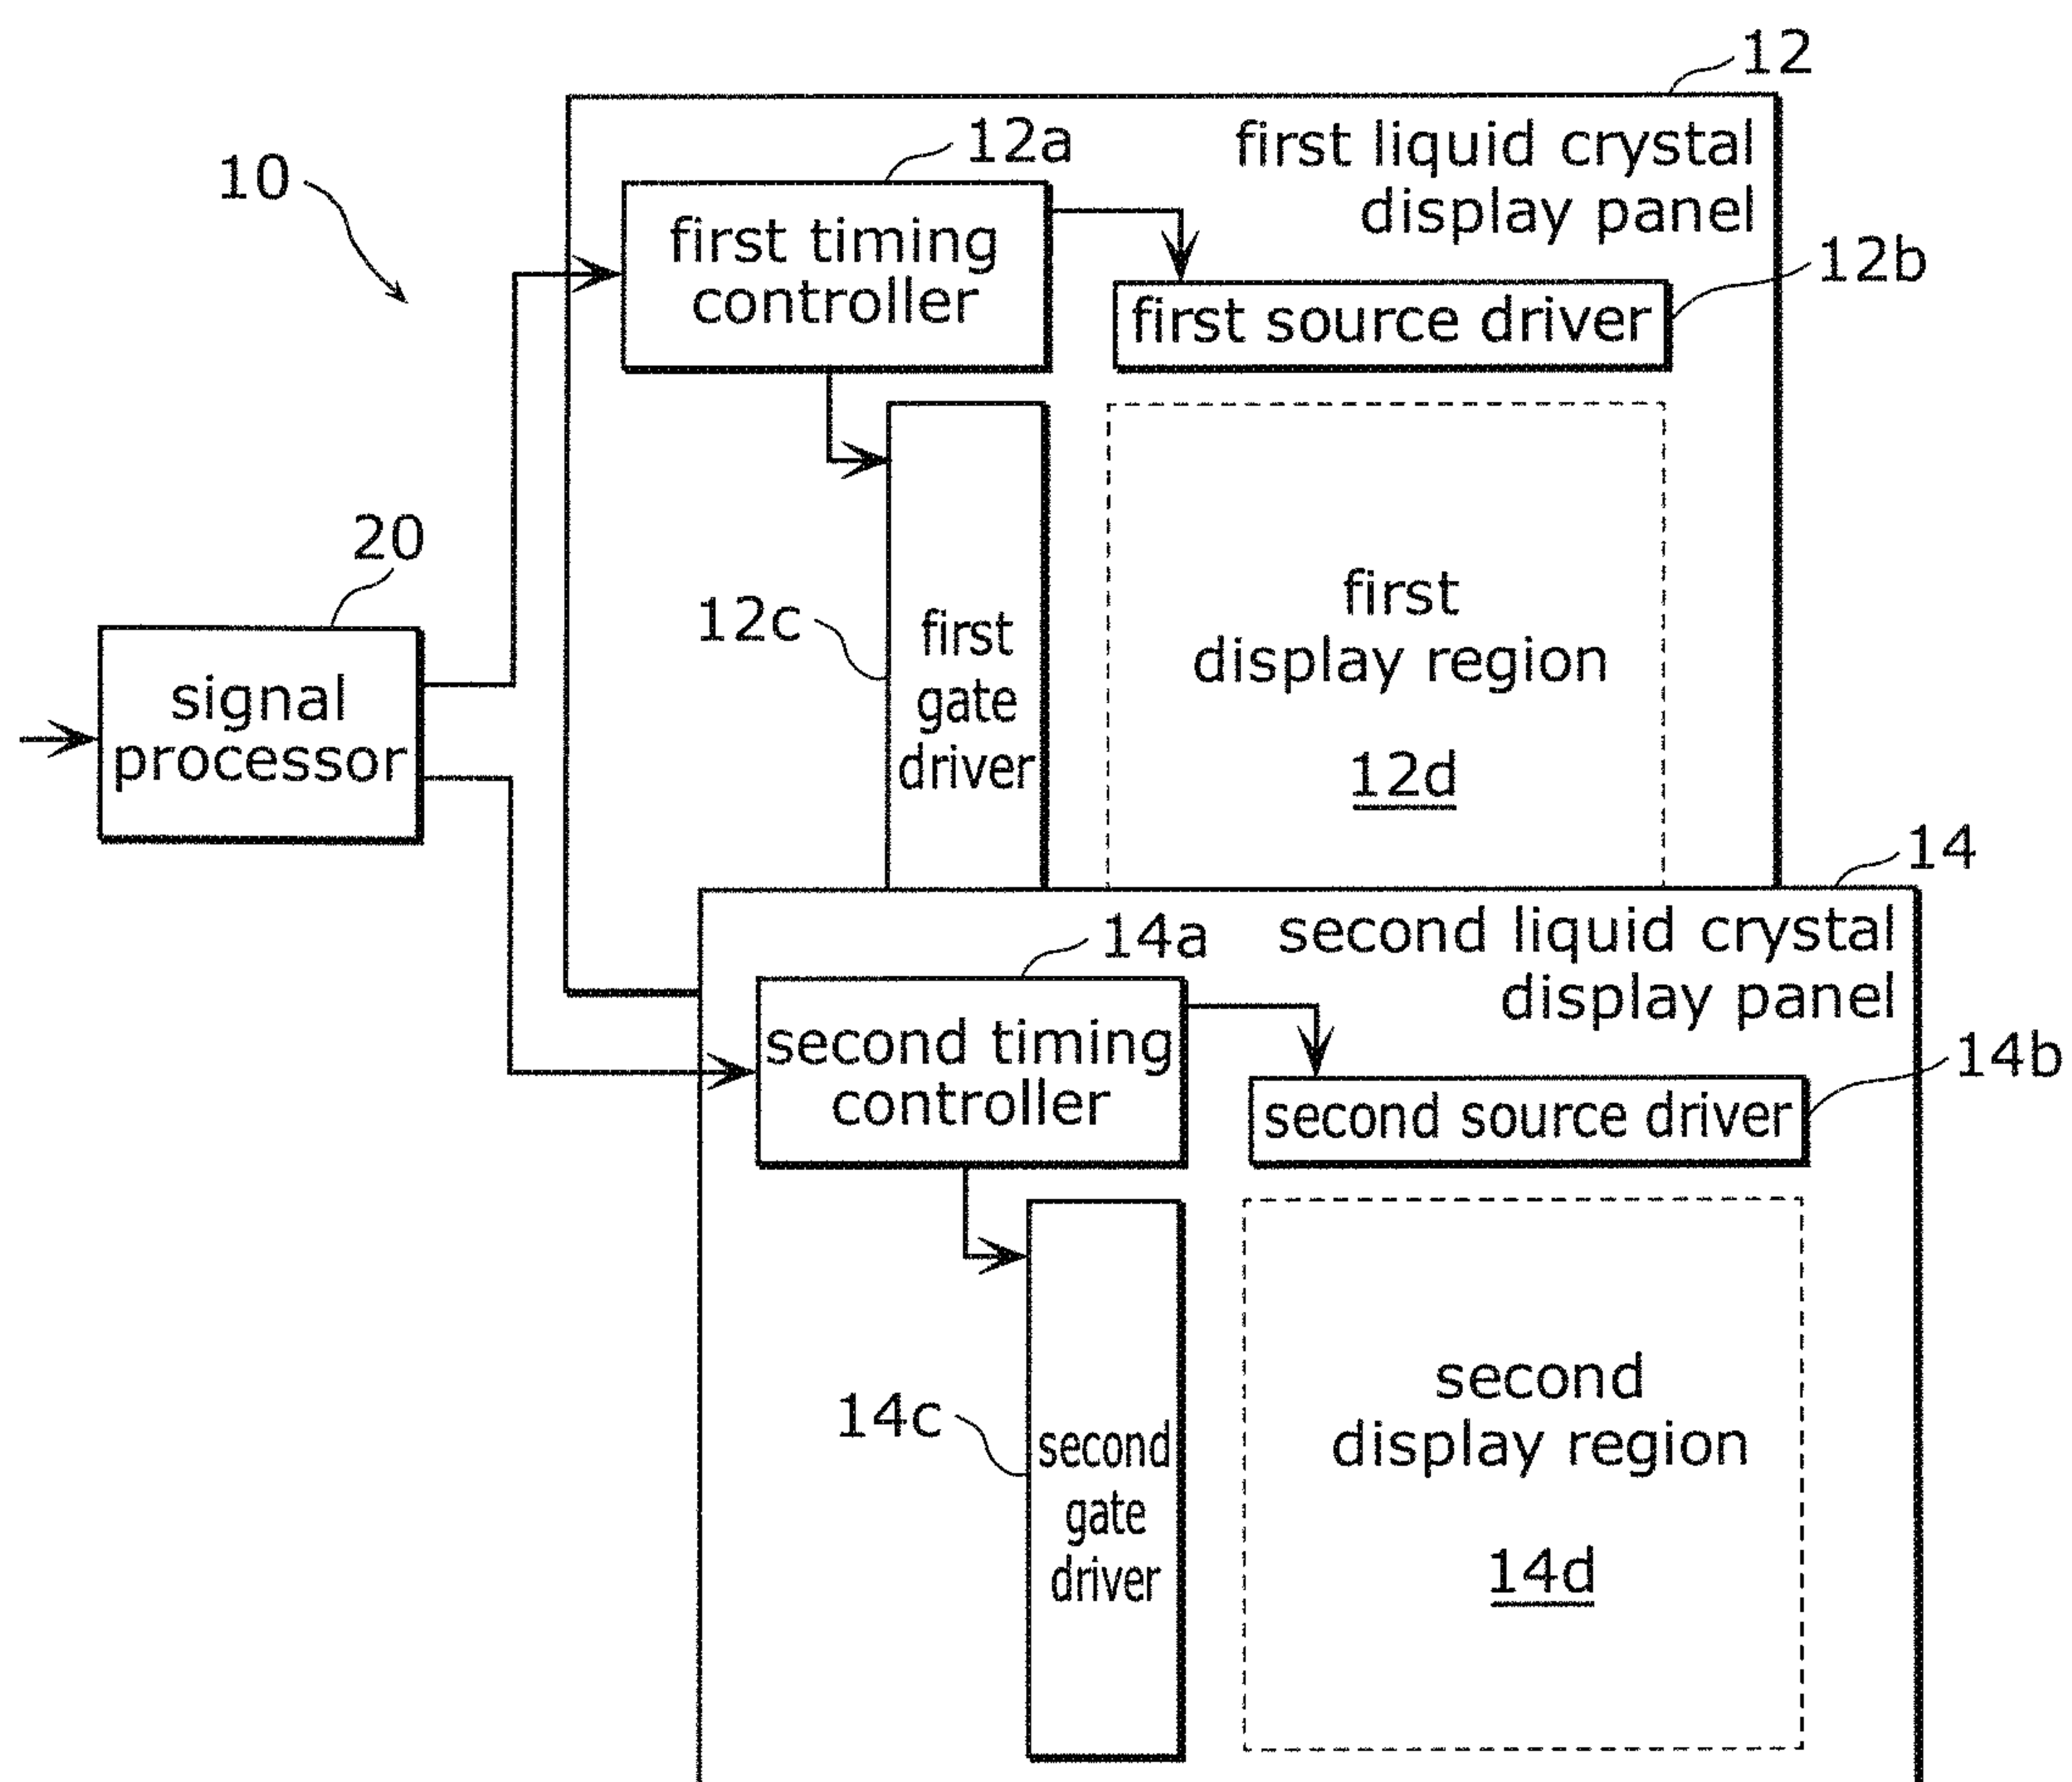 12
first liquid crystal
display panel
12a
10
first timing
controller
12b
first source driver
20
12c
first
gate
driver
first
display region
12d
signal
processor
14
second liquid crystal
display panel
14a
second timing
controller
14b
second source driver
14c
second
gate
driver
second
display region
14d